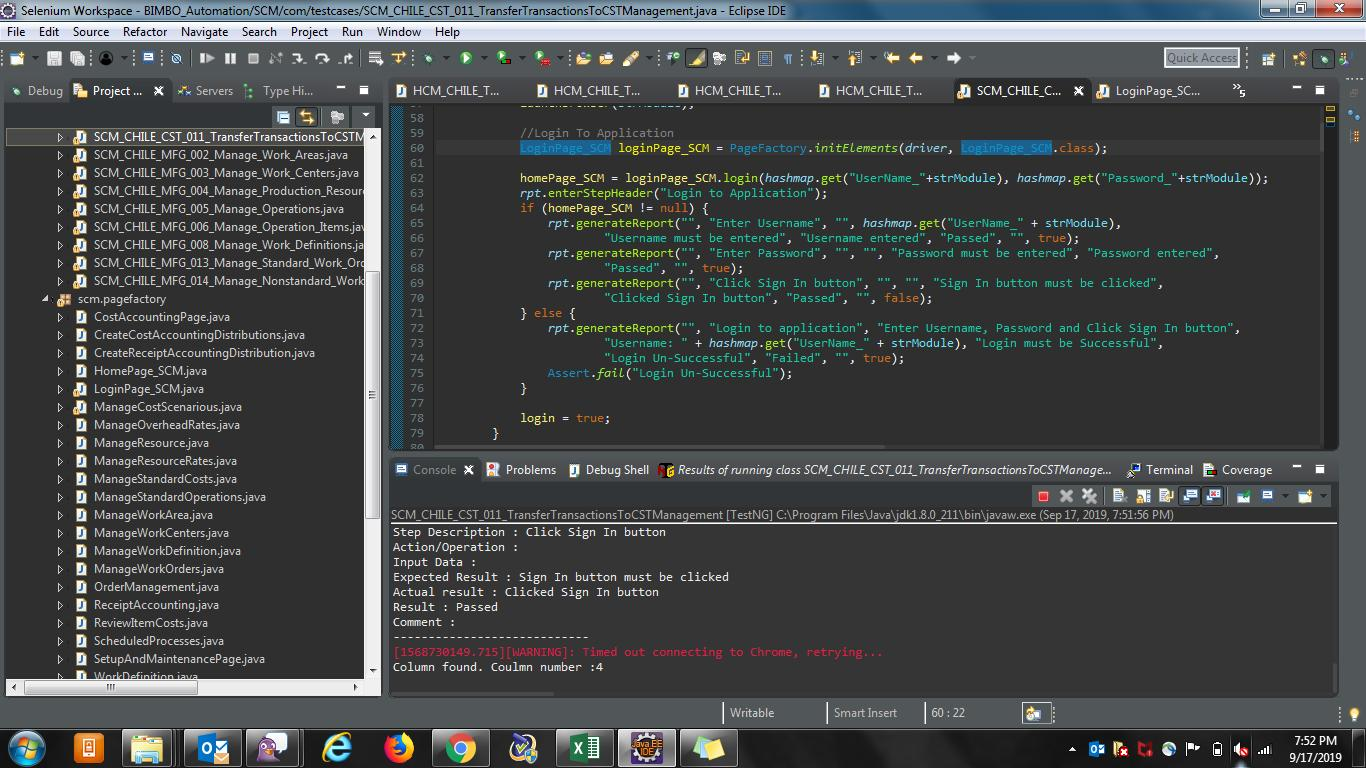 Selenium Workspace - BIMBO_Automation/SCM/com/testcases/SCM_CHILE_CST_011_TransferTransactionsToCSTManagement.java - Eclipse IDE
File Edit Source Refactor Navigate Search Project Run Window Help
Quick Access
Debug Project ... Servers Type Hi...
HCM_CHILE_T... HCM_CHILE_T... HCM_CHILE_T... HCM_CHILE_T... SCM_CHILE_C... LoginPage_SC... »5
SCM_CHILE_CST_011_TransferTransactionsToCSTM
SCM_CHILE_MFG_002_Manage_Work_Areas.java
SCM_CHILE_MFG_003_Manage_Work_Centers.java
SCM_CHILE_MFG_004_Manage_Production_Resour
SCM_CHILE_MFG_005_Manage_Operations.java
SCM_CHILE_MFG_006_Manage_Operation_Items.jav
SCM_CHILE_MFG_008_Manage_Work_Definitions.ja
SCM_CHILE_MFG_013_Manage_Standard_Work_Ord
SCM_CHILE_MFG_014_Manage_Nonstandard_Work
scm.pagefactory
CostAccountingPage.java
CreateCostAccountingDistributions.java
CreateReceiptAccountingDistribution.java
HomePage_SCM.java
LoginPage_SCM.java
ManageCostScenarious.java
ManageOverheadRates.java
ManageResource.java
ManageResourceRates.java
ManageStandardCosts.java
ManageStandardOperations.java
ManageWorkArea.java
ManageWorkCenters.java
ManageWorkDefinition.java
ManageWorkOrders.java
OrderManagement.java
ReceiptAccounting.java
ReviewItemCosts.java
ScheduledProcesses.java
SetupAndMaintenancePage.java
WorkDefinition.java
58
59 //Login To Application
60 LoginPage_SCM loginPage_SCM = PageFactory.initElements(driver, LoginPage_SCM.class);
61
62 homePage_SCM = loginPage_SCM.login(hashmap.get("UserName_"+strModule), hashmap.get("Password_"+strModule));
63 rpt.enterStepHeader("Login to Application");
64 if (homePage_SCM != null) {
65 rpt.generateReport("", "Enter Username", "", hashmap.get("UserName_" + strModule),
66 "Username must be entered", "Username entered", "Passed", "", true);
67 rpt.generateReport("", "Enter Password", "", "", "Password must be entered", "Password entered",
68 "Passed", "", true);
69 rpt.generateReport("", "Click Sign In button", "", "", "Sign In button must be clicked",
70 "Clicked Sign In button", "Passed", "", false);
71 } else {
72 rpt.generateReport("", "Login to application", "Enter Username, Password and Click Sign In button",
73 "Username: " + hashmap.get("UserName_" + strModule), "Login must be Successful",
74 "Login Un-Successful", "Failed", "", true);
75 Assert.fail("Login Un-Successful");
76 }
77
78 login = true;
79 }
80
Console Problems Debug Shell Results of running class SCM_CHILE_CST_011_TransferTransactionsToCSTManage... Terminal Coverage
SCM_CHILE_CST_011_TransferTransactionsToCSTManagement [TestNG] C:\Program Files\Java\jdk1.8.0_211\bin\javaw.exe (Sep 17, 2019, 7:51:56 PM)
Step Description : Click Sign In button
Action/Operation :
Input Data :
Expected Result : Sign In button must be clicked
Actual result : Clicked Sign In button
Result : Passed
Comment :
----------------------------
[1568730149.715][WARNING]: Timed out connecting to Chrome, retrying...
Column found. Coulmn number :4
Writable Smart Insert 60 : 22
Java EE
IDE
7:52 PM
9/17/2019